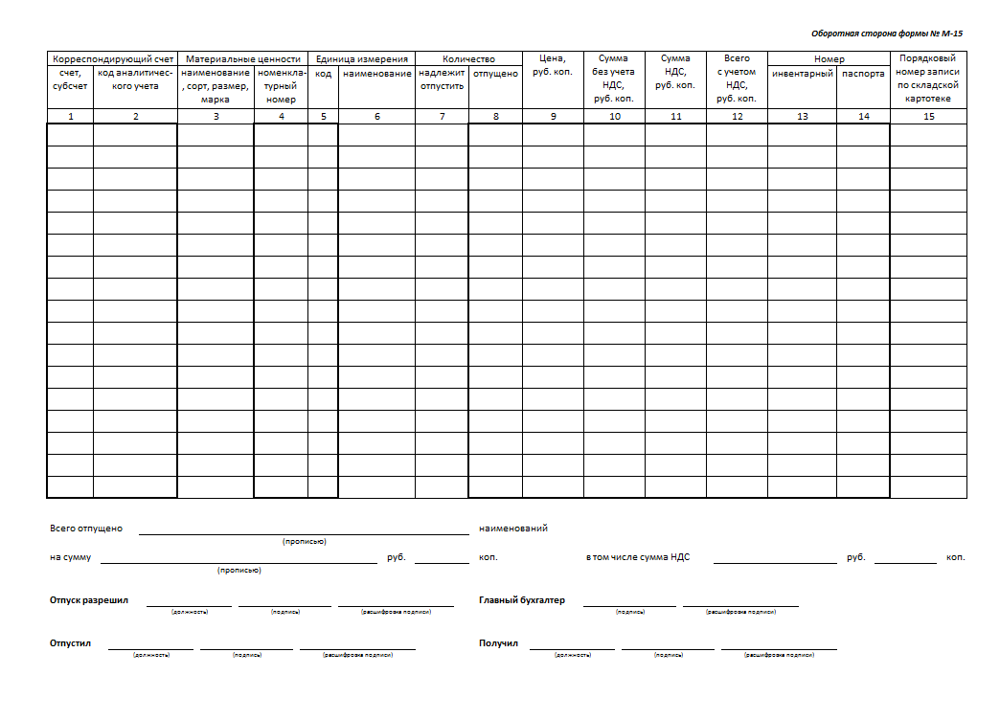 Оборотная сторона формы № М-15
Корреспондирующий счет Материальные ценности Единица измерения Количество Цена, руб. коп. Сумма без учета НДС, руб. коп. Сумма НДС, руб. коп. Всего с учетом НДС, руб. коп. Номер Порядковый номер записи по складской картотеке
счет, субсчет код аналитичес-кого учета наименование, сорт, размер, марка номенкла-турный номер код наименование надлежит отпустить отпущено инвентарный паспорта
1 2 3 4 5 6 7 8 9 10 11 12 13 14 15
Всего отпущено наименований
(прописью)
на сумму руб. коп. в том числе сумма НДС руб. коп.
(прописью)
Отпуск разрешил Главный бухгалтер
(должность) (подпись) (расшифровка подписи) (подпись) (расшифровка подписи)
Отпустил Получил
(должность) (подпись) (расшифровка подписи) (должность) (подпись) (расшифровка подписи)